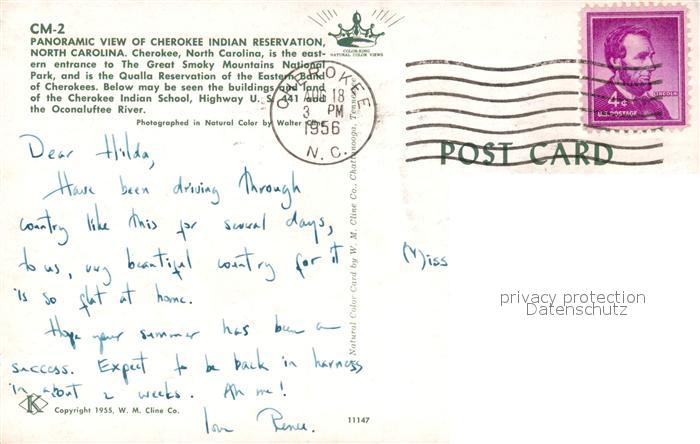 CM-2
PANORAMIC VIEW OF CHEROKEE INDIAN RESERVATION,
NORTH CAROLINA. Cherokee, North Carolina, is the east-
ern entrance to The Great Smoky Mountains National
Park, and is the Qualla Reservation of the Eastern Band
of Cherokees. Below may be seen the buildings and land
of the Cherokee Indian School, Highway U. S. 441 and
the Oconaluftee River.
Photographed in Natural Color by Walter Cline
COLOR-KING
NATURAL COLOR VIEWS
CHEROKEE
18
3 PM
1956
N. C.
LINCOLN
4¢
U.S. POSTAGE
POST CARD
Dear Hilda,
Have been driving through
country like this for several days,
to us, very beautiful country for it
is so flat at home.
Hope your summer has been a
success. Expect to be back in harness
in about 2 weeks. Ah me!
love Renee.
Miss
privacy protection
Datenschutz
Natural Color Card by W. M. Cline Co., Chattanooga, Tennessee
K
Copyright 1955, W. M. Cline Co.
11147